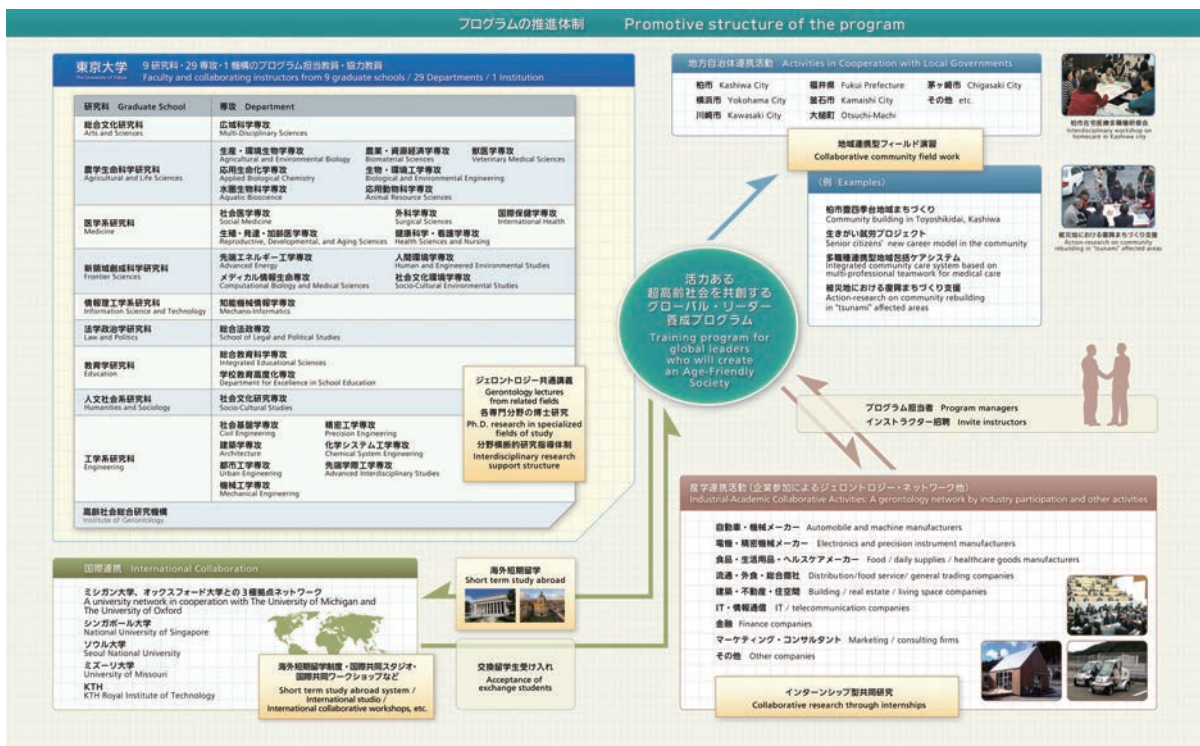 プログラムの推進体制 Promotive structure of the program
東京大学
The University of Tokyo
9研究科・29専攻・1機構のプログラム担当教員・協力教員
Faculty and collaborating instructors from 9 graduate schools / 29 Departments / 1 Institution
研究科 Graduate School
専攻 Department
総合文化研究科
Arts and Sciences
広域科学専攻
Multi-Disciplinary Sciences
農学生命科学研究科
Agricultural and Life Sciences
生産・環境生物学専攻
Agricultural and Environmental Biology
農業・資源経済学専攻
Biomaterial Sciences
獣医学専攻
Veterinary Medical Sciences
応用生命化学専攻
Applied Biological Chemistry
生物・環境工学専攻
Biological and Environmental Engineering
水圏生物科学専攻
Aquatic Bioscience
応用動物科学専攻
Animal Resource Sciences
医学系研究科
Medicine
社会医学専攻
Social Medicine
外科学専攻
Surgical Sciences
国際保健学専攻
International Health
生殖・発達・加齢医学専攻
Reproductive, Developmental, and Aging Sciences
健康科学・看護学専攻
Health Sciences and Nursing
新領域創成科学研究科
Frontier Sciences
先端エネルギー工学専攻
Advanced Energy
人間環境学専攻
Human and Engineered Environmental Studies
メディカル情報生命専攻
Computational Biology and Medical Sciences
社会文化環境学専攻
Socio-Cultural Environmental Studies
情報理工学系研究科
Information Science and Technology
知能機械情報学専攻
Mechano-Informatics
法学政治学研究科
Law and Politics
総合法政専攻
School of Legal and Political Studies
教育学研究科
Education
総合教育科学専攻
Integrated Educational Sciences
学校教育高度化専攻
Department for Excellence in School Education
人文社会系研究科
Humanities and Sociology
社会文化研究専攻
Socio-Cultural Studies
工学系研究科
Engineering
社会基盤学専攻
Civil Engineering
精密工学専攻
Precision Engineering
建築学専攻
Architecture
化学システム工学専攻
Chemical System Engineering
都市工学専攻
Urban Engineering
先端学際工学専攻
Advanced Interdisciplinary Studies
機械工学専攻
Mechanical Engineering
高齢社会総合研究機構
Institute of Gerontology
ジェロントロジー共通講義
Gerontology lectures
from related fields
各専門分野の博士研究
Ph.D. research in specialized
fields of study
分野横断的研究指導体制
Interdisciplinary research
support structure
国際連携 International Collaboration
ミシガン大学、オックスフォード大学との3極拠点ネットワーク
A university network in cooperation with The University of Michigan and
The University of Oxford
シンガポール大学
National University of Singapore
ソウル大学
Seoul National University
ミズーリ大学
University of Missouri
KTH
KTH Royal Institute of Technology
海外短期留学制度・国際共同スタジオ・
国際共同ワークショップなど
Short term study abroad system /
International studio /
International collaborative workshops, etc.
海外短期留学
Short term study abroad
交換留学生受け入れ
Acceptance of
exchange students
活力ある
超高齢社会を共創する
グローバル・リーダー
養成プログラム
Training program for
global leaders
who will create
an Age-Friendly
Society
地方自治体連携活動 Activities in Cooperation with Local Governments
柏市 Kashiwa City
福井県 Fukui Prefecture
茅ヶ崎市 Chigasaki City
横浜市 Yokohama City
釜石市 Kamaishi City
その他 etc.
川崎市 Kawasaki City
大槌町 Otsuchi-Machi
地域連携型フィールド演習
Collaborative community field work
(例 Examples)
柏市豊四季台地域まちづくり
Community building in Toyoshikidai, Kashiwa
生きがい就労プロジェクト
Senior citizens' new career model in the community
多職種連携型地域包括ケアシステム
Integrated community care system based on
multi-professional teamwork for medical care
被災地における復興まちづくり支援
Action-research on community rebuilding
in "tsunami" affected areas
柏市在宅医療多職種研修会
Interdisciplinary workshop on
homecare in Kashiwa city
被災地における復興まちづくり支援
Action-research on community
rebuilding in "tsunami" affected areas
プログラム担当者 Program managers
インストラクター招聘 Invite instructors
産学連携活動(企業参加によるジェロントロジー・ネットワーク他)
Industrial-Academic Collaborative Activities: A gerontology network by industry participation and other activities
自動車・機械メーカー Automobile and machine manufacturers
電機・精密機械メーカー Electronics and precision instrument manufacturers
食品・生活用品・ヘルスケアメーカー Food / daily supplies / healthcare goods manufacturers
流通・外食・総合商社 Distribution/food service/ general trading companies
建築・不動産・住空間 Building / real estate / living space companies
IT・情報通信 IT / telecommunication companies
金融 Finance companies
マーケティング・コンサルタント Marketing / consulting firms
その他 Other companies
インターンシップ型共同研究
Collaborative research through internships